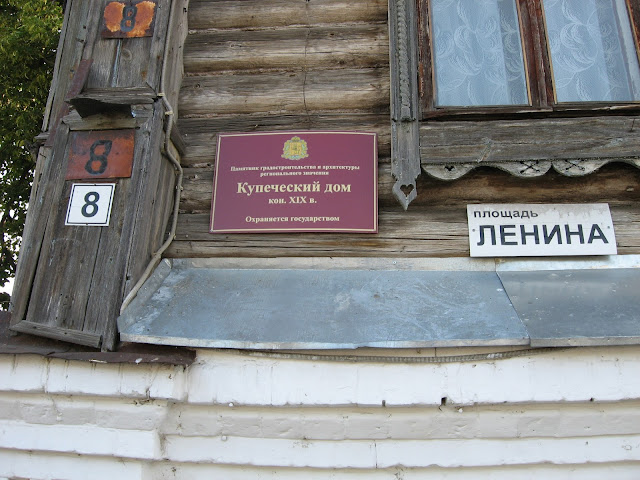 8
8
8
Памятник градостроительства и архитектуры
регионального значения
Купеческий дом
кон. XIX в.
Охраняется государством
площадь
ЛЕНИНА